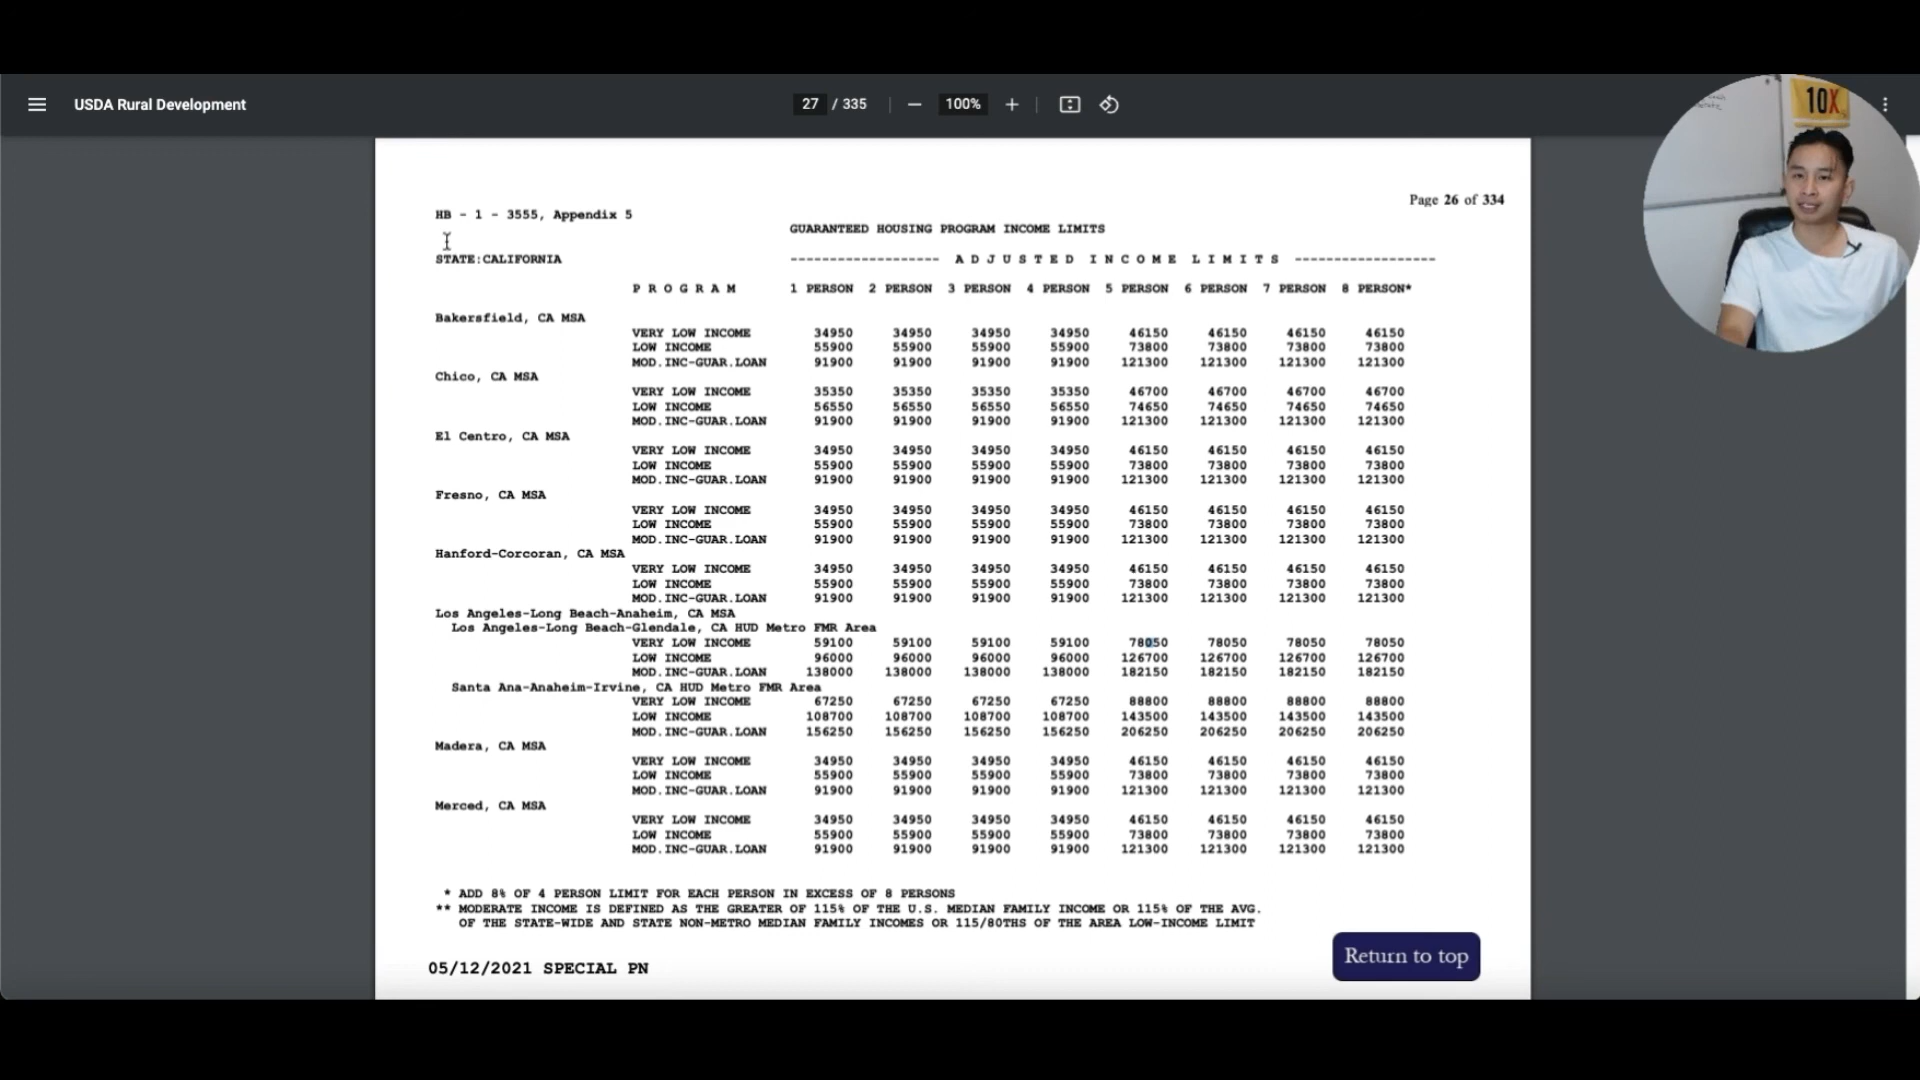 USDA Rural Development
27 / 335
100%
10X
Page 26 of 334
HB - 1 - 3555, Appendix 5
GUARANTEED HOUSING PROGRAM INCOME LIMITS
STATE:CALIFORNIA ------------------- A D J U S T E D  I N C O M E  L I M I T S ------------------
P R O G R A M 1 PERSON 2 PERSON 3 PERSON 4 PERSON 5 PERSON 6 PERSON 7 PERSON 8 PERSON*
Bakersfield, CA MSA
VERY LOW INCOME 34950 34950 34950 34950 46150 46150 46150 46150
LOW INCOME 55900 55900 55900 55900 73800 73800 73800 73800
MOD.INC-GUAR.LOAN 91900 91900 91900 91900 121300 121300 121300 121300
Chico, CA MSA
VERY LOW INCOME 35350 35350 35350 35350 46700 46700 46700 46700
LOW INCOME 56550 56550 56550 56550 74650 74650 74650 74650
MOD.INC-GUAR.LOAN 91900 91900 91900 91900 121300 121300 121300 121300
El Centro, CA MSA
VERY LOW INCOME 34950 34950 34950 34950 46150 46150 46150 46150
LOW INCOME 55900 55900 55900 55900 73800 73800 73800 73800
MOD.INC-GUAR.LOAN 91900 91900 91900 91900 121300 121300 121300 121300
Fresno, CA MSA
VERY LOW INCOME 34950 34950 34950 34950 46150 46150 46150 46150
LOW INCOME 55900 55900 55900 55900 73800 73800 73800 73800
MOD.INC-GUAR.LOAN 91900 91900 91900 91900 121300 121300 121300 121300
Hanford-Corcoran, CA MSA
VERY LOW INCOME 34950 34950 34950 34950 46150 46150 46150 46150
LOW INCOME 55900 55900 55900 55900 73800 73800 73800 73800
MOD.INC-GUAR.LOAN 91900 91900 91900 91900 121300 121300 121300 121300
Los Angeles-Long Beach-Anaheim, CA MSA
Los Angeles-Long Beach-Glendale, CA HUD Metro FMR Area
VERY LOW INCOME 59100 59100 59100 59100 78050 78050 78050 78050
LOW INCOME 96000 96000 96000 96000 126700 126700 126700 126700
MOD.INC-GUAR.LOAN 138000 138000 138000 138000 182150 182150 182150 182150
Santa Ana-Anaheim-Irvine, CA HUD Metro FMR Area
VERY LOW INCOME 67250 67250 67250 67250 88800 88800 88800 88800
LOW INCOME 108700 108700 108700 108700 143500 143500 143500 143500
MOD.INC-GUAR.LOAN 156250 156250 156250 156250 206250 206250 206250 206250
Madera, CA MSA
VERY LOW INCOME 34950 34950 34950 34950 46150 46150 46150 46150
LOW INCOME 55900 55900 55900 55900 73800 73800 73800 73800
MOD.INC-GUAR.LOAN 91900 91900 91900 91900 121300 121300 121300 121300
Merced, CA MSA
VERY LOW INCOME 34950 34950 34950 34950 46150 46150 46150 46150
LOW INCOME 55900 55900 55900 55900 73800 73800 73800 73800
MOD.INC-GUAR.LOAN 91900 91900 91900 91900 121300 121300 121300 121300
* ADD 8% OF 4 PERSON LIMIT FOR EACH PERSON IN EXCESS OF 8 PERSONS
** MODERATE INCOME IS DEFINED AS THE GREATER OF 115% OF THE U.S. MEDIAN FAMILY INCOME OR 115% OF THE AVG.
OF THE STATE-WIDE AND STATE NON-METRO MEDIAN FAMILY INCOMES OR 115/80THS OF THE AREA LOW-INCOME LIMIT
05/12/2021 SPECIAL PN
Return to top